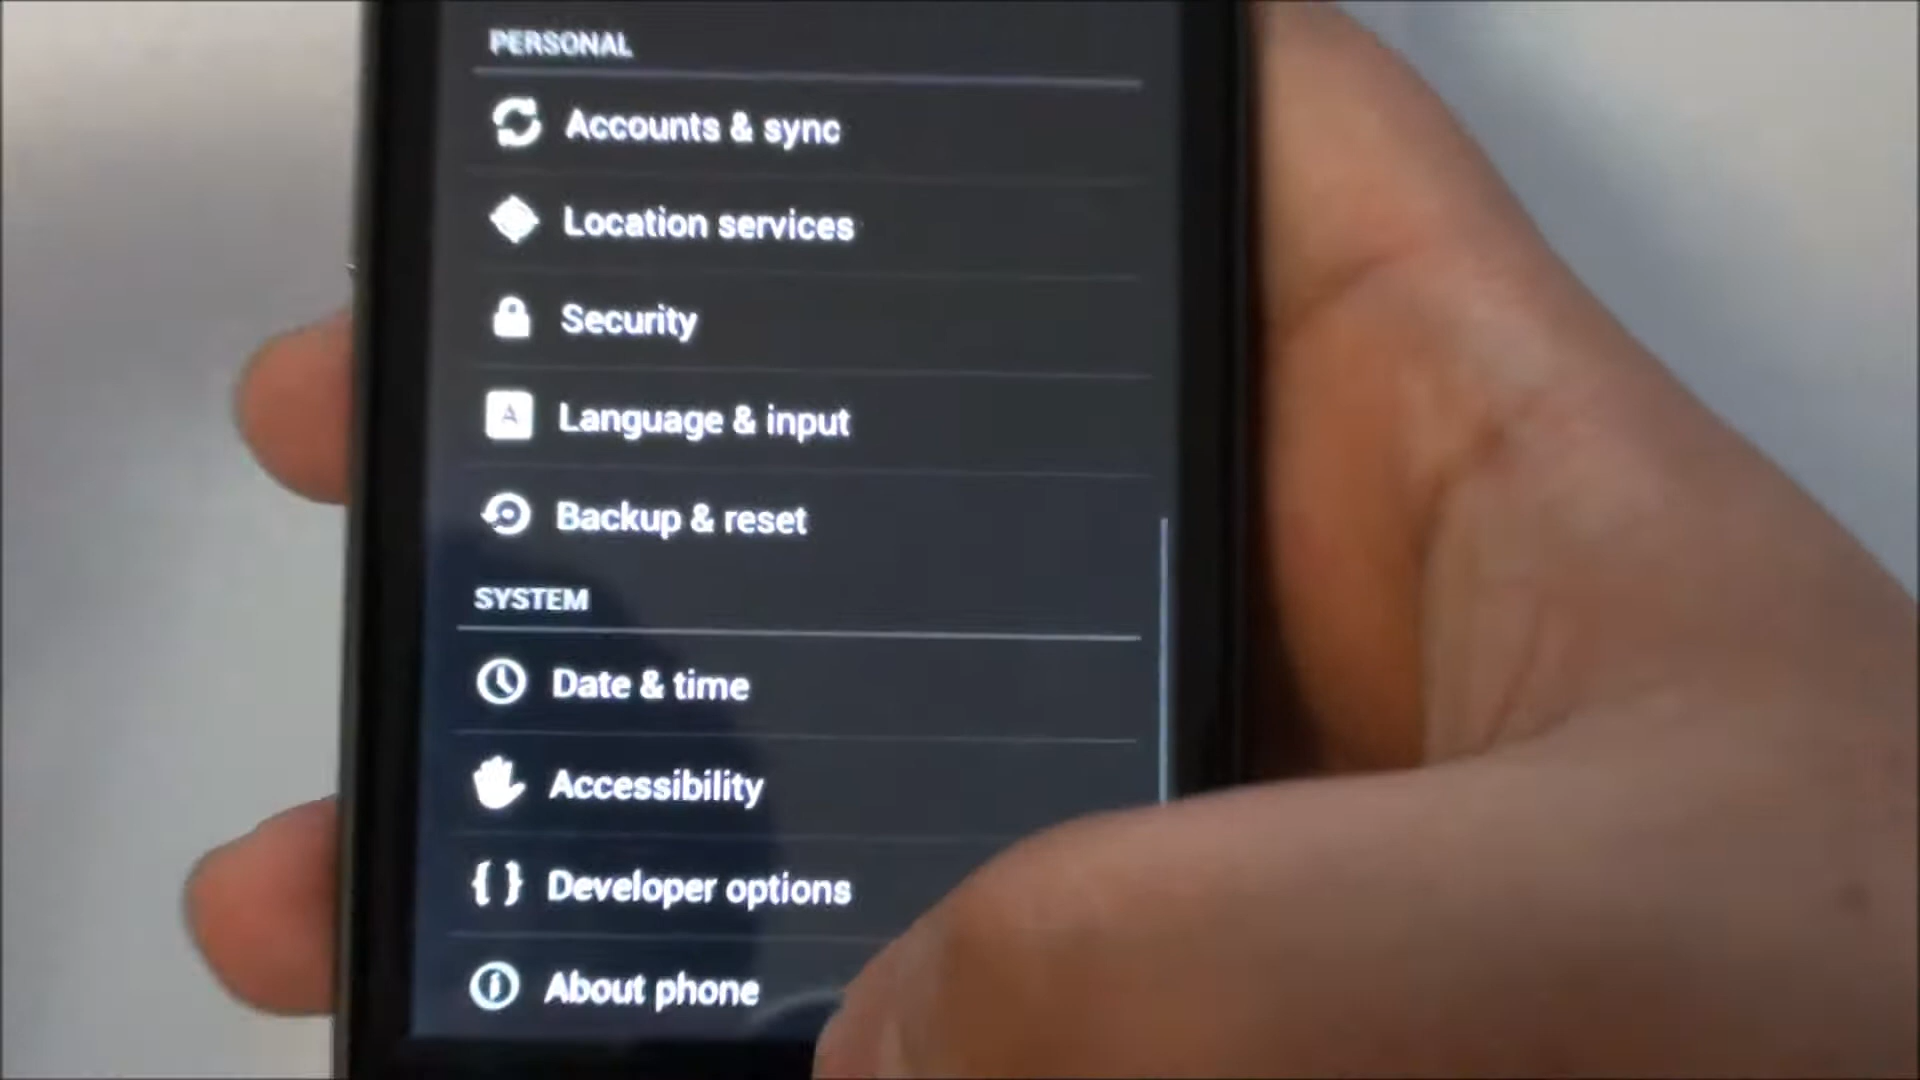 PERSONAL
Accounts & sync
Location services
Security
A Language & input
Backup & reset
SYSTEM
Date & time
Accessibility
{ } Developer options
About phone